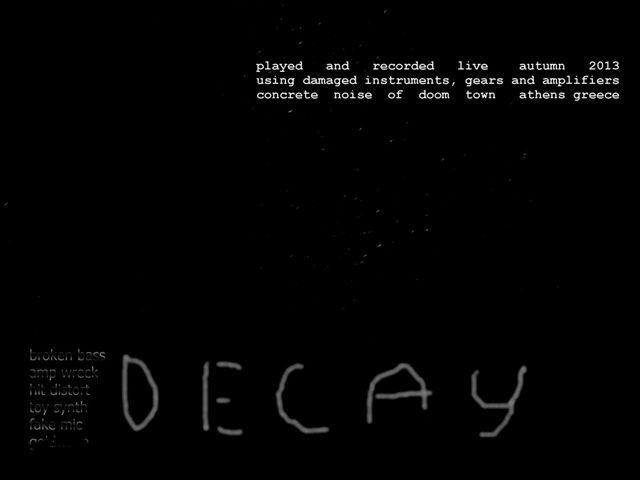 played and recorded live autumn 2013
using damaged instruments, gears and amplifiers
concrete noise of doom town athens greece
broken bass
amp wreck
hit distort
toy synth
fake mic
DECAY